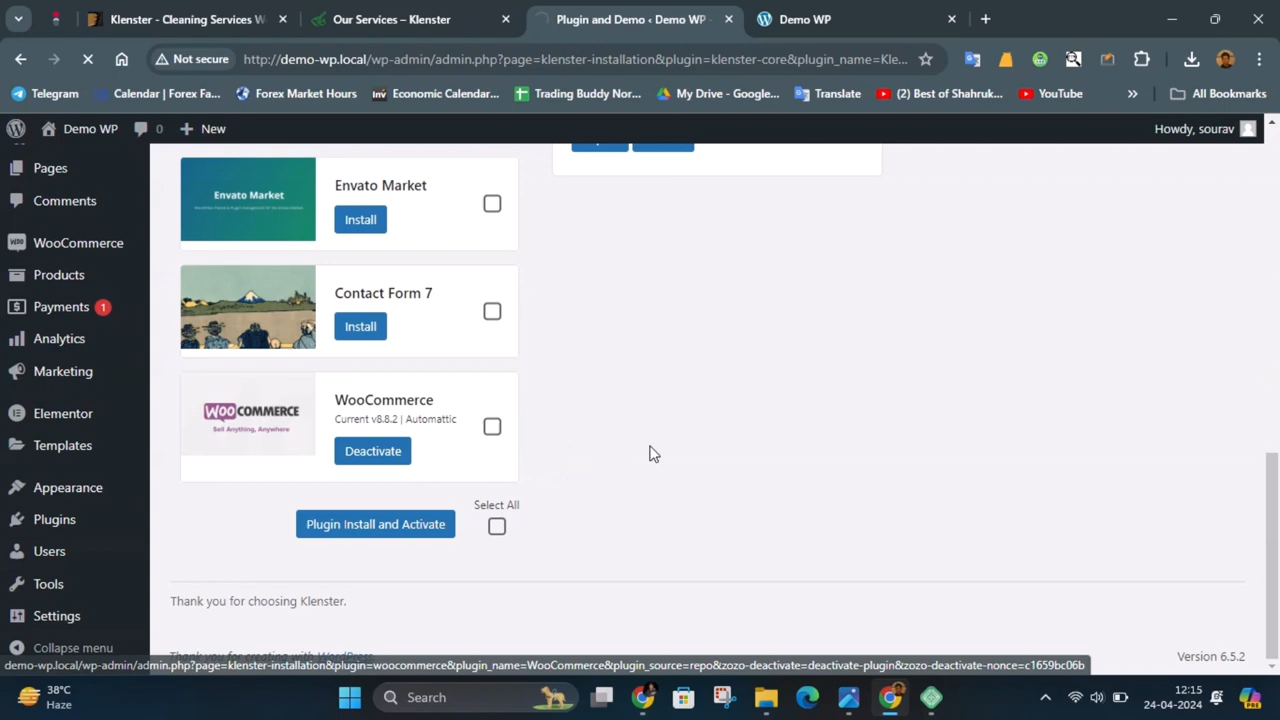 Klenster - Cleaning Services W
Our Services – Klenster
Plugin and Demo ‹ Demo WP
Demo WP
Not secure
http://demo-wp.local/wp-admin/admin.php?page=klenster-installation&plugin=klenster-core&plugin_name=Kle...
Telegram
Calendar | Forex Fa...
Forex Market Hours
Economic Calendar...
Trading Buddy Nor...
My Drive - Google...
Translate
(2) Best of Shahruk...
YouTube
All Bookmarks
Demo WP
0
New
Howdy, sourav
Pages
Comments
WooCommerce
Products
Payments 1
Analytics
Marketing
Elementor
Templates
Appearance
Plugins
Users
Tools
Settings
Collapse menu
Envato Market
Envato Market
Install
Contact Form 7
Install
WOOCOMMERCE
Sell Anything, Anywhere
WooCommerce
Current v8.8.2 | Automattic
Deactivate
Select All
Plugin Install and Activate
Thank you for choosing Klenster.
Thank you for creating with WordPress
Version 6.5.2
demo-wp.local/wp-admin/admin.php?page=klenster-installation&plugin=woocommerce&plugin_name=WooCommerce&plugin_source=repo&zozo-deactivate=deactivate-plugin&zozo-deactivate-nonce=c1659bc06b
38°C
Haze
Search
12:15
24-04-2024
PRE